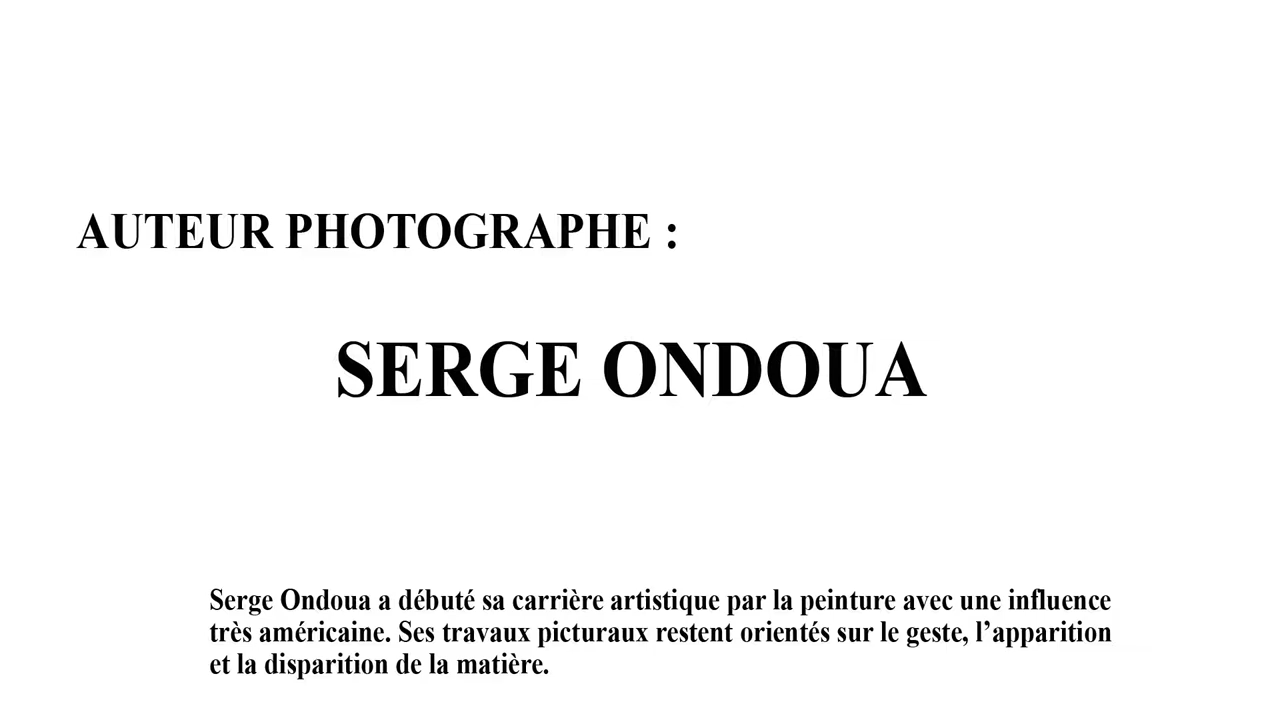 AUTEUR PHOTOGRAPHE :
SERGE ONDOUA
Serge Ondoua a débuté sa carrière artistique par la peinture avec une influence
très américaine. Ses travaux picturaux restent orientés sur le geste, l’apparition
et la disparition de la matière.